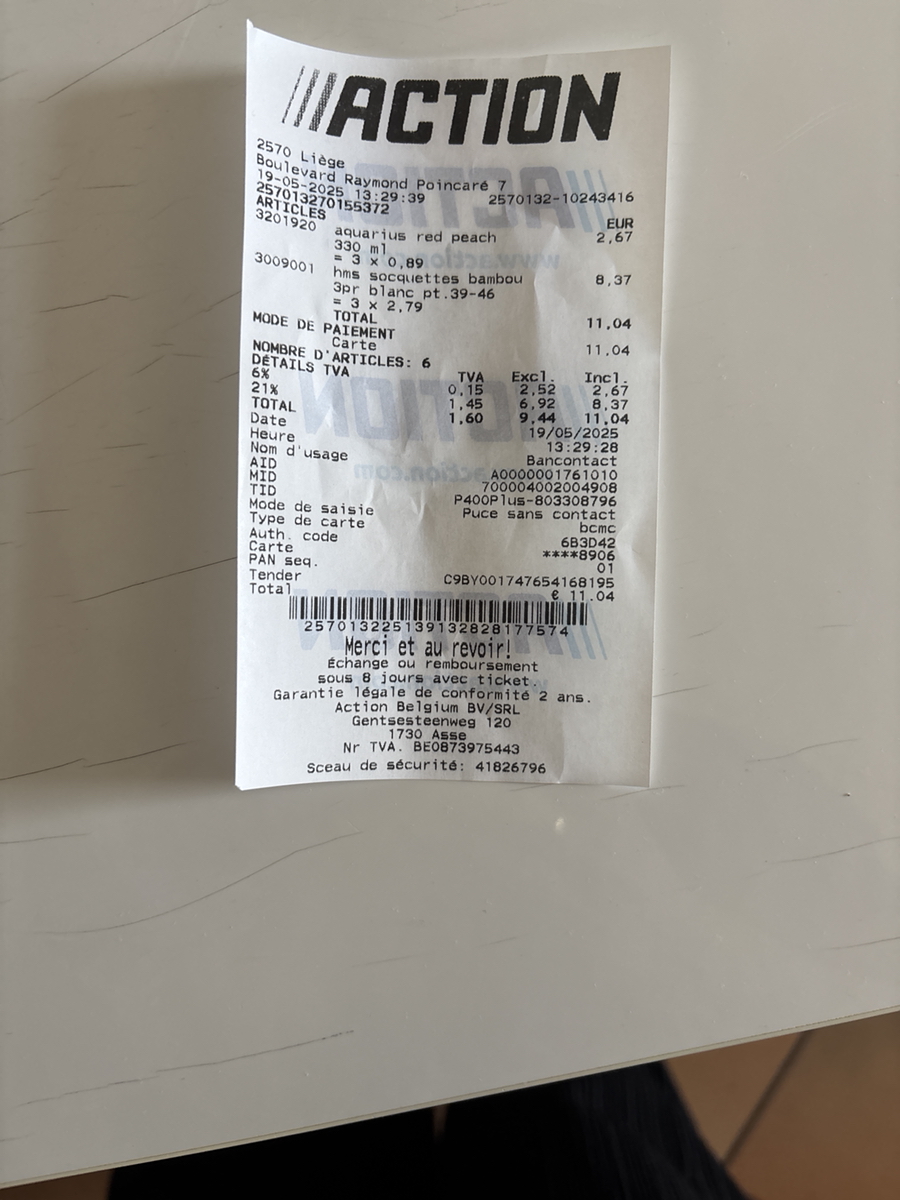 ACTION
2570 Liège
Boulevard Raymond Poincaré 7
19-05-2025 13:29:39 2570132-10243416
257013270155372
ARTICLES EUR
3201920 aquarius red peach 2,67
330 ml
= 3 x 0,89
3009001 hms socquettes bambou 8,37
3pr blanc pt.39-46
= 3 x 2,79
TOTAL 11.04
MODE DE PAIEMENT
Carte 11.04
NOMBRE D'ARTICLES: 6
DÉTAILS TVA TVA Excl. Incl.
6% 0,15 2,52 2,67
21% 1,45 6,92 8,37
TOTAL 1,60 9,44 11,04
Date 19/05/2025
Heure 13:29:28
Nom d'usage Bancontact
AID A0000001761010
MID 700004002004908
TID P400Plus-803308796
Mode de saisie Puce sans contact
Type de carte bcmc
Auth. code 6B3D42
Carte ****8906
PAN seq. 01
Tender C9BY001747654168195
Total € 11.04
2570132251391328281 77574
Merci et au revoir!
Échange ou remboursement
sous 8 jours avec ticket.
Garantie légale de conformité 2 ans.
Action Belgium BV/SRL
Gentsesteenweg 120
1730 Asse
Nr TVA. BE0873975443
Sceau de sécurité: 41826796